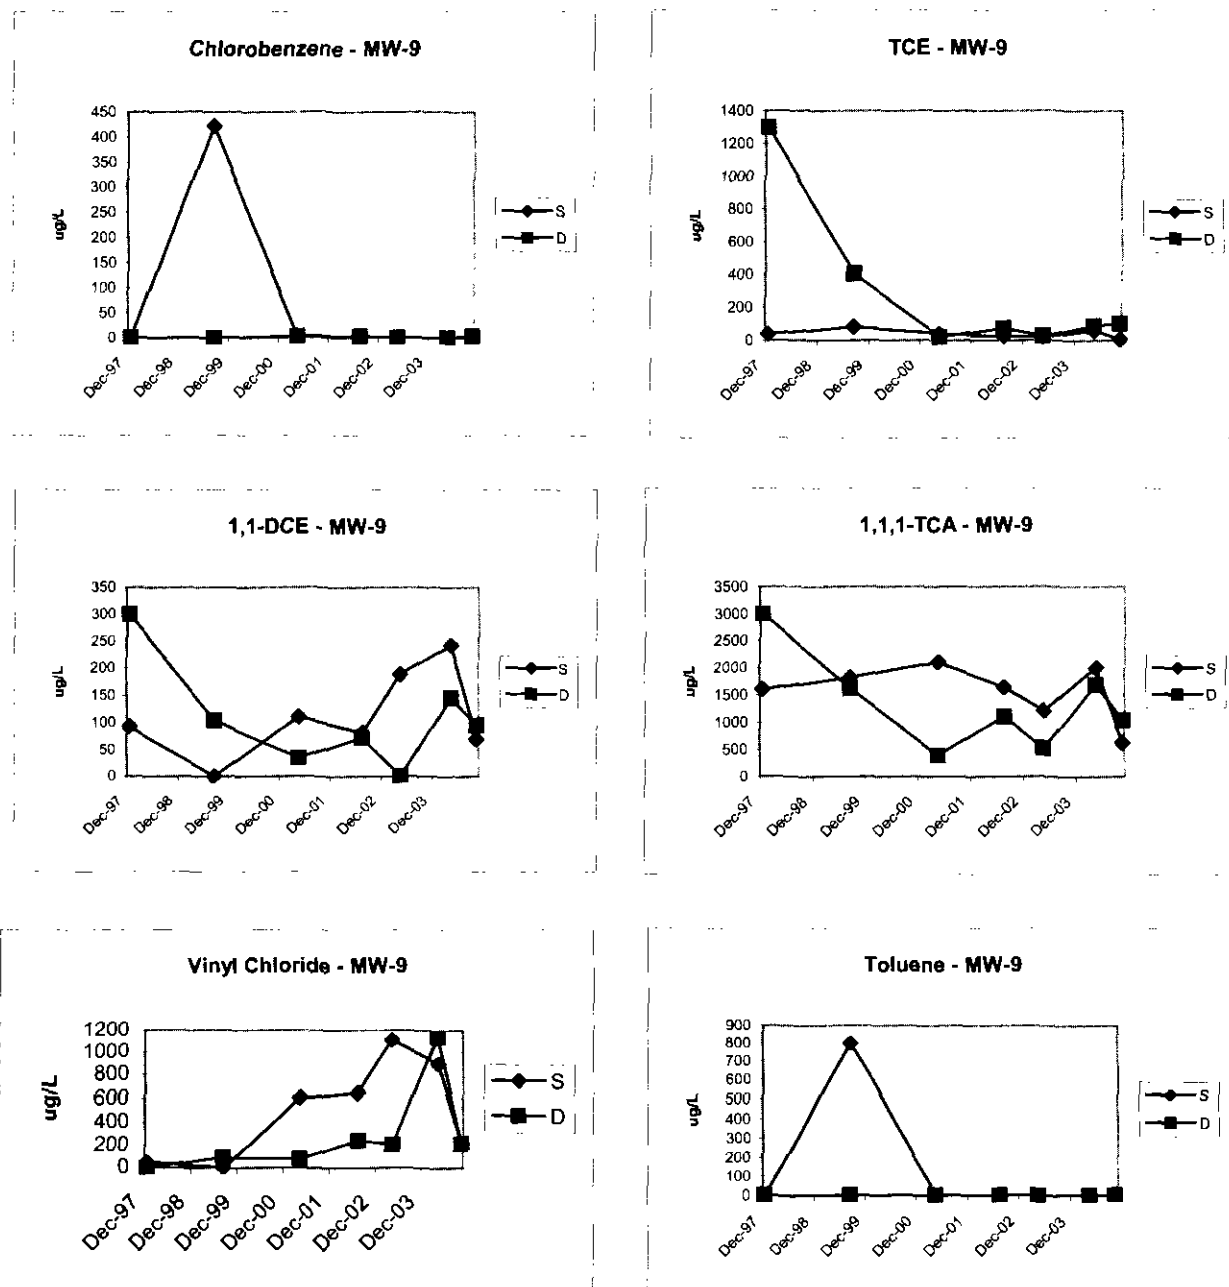 Chlorobenzene - MW-9
450
400
350
300
250
200
150
100
50
0
ug/L
Dec-97
Dec-98
Dec-99
Dec-00
Dec-01
Dec-02
Dec-03
S
D
TCE - MW-9
1400
1200
1000
800
600
400
200
0
ug/L
Dec-97
Dec-98
Dec-99
Dec-00
Dec-01
Dec-02
Dec-03
S
D
1,1-DCE - MW-9
350
300
250
200
150
100
50
0
ug/L
Dec-97
Dec-98
Dec-99
Dec-00
Dec-01
Dec-02
Dec-03
S
D
1,1,1-TCA - MW-9
3500
3000
2500
2000
1500
1000
500
0
ug/L
Dec-97
Dec-98
Dec-99
Dec-00
Dec-01
Dec-02
Dec-03
S
D
Vinyl Chloride - MW-9
1200
1000
800
600
400
200
0
ug/L
Dec-97
Dec-98
Dec-99
Dec-00
Dec-01
Dec-02
Dec-03
S
D
Toluene - MW-9
900
800
700
600
500
400
300
200
100
0
ug/L
Dec-97
Dec-98
Dec-99
Dec-00
Dec-01
Dec-02
Dec-03
S
D